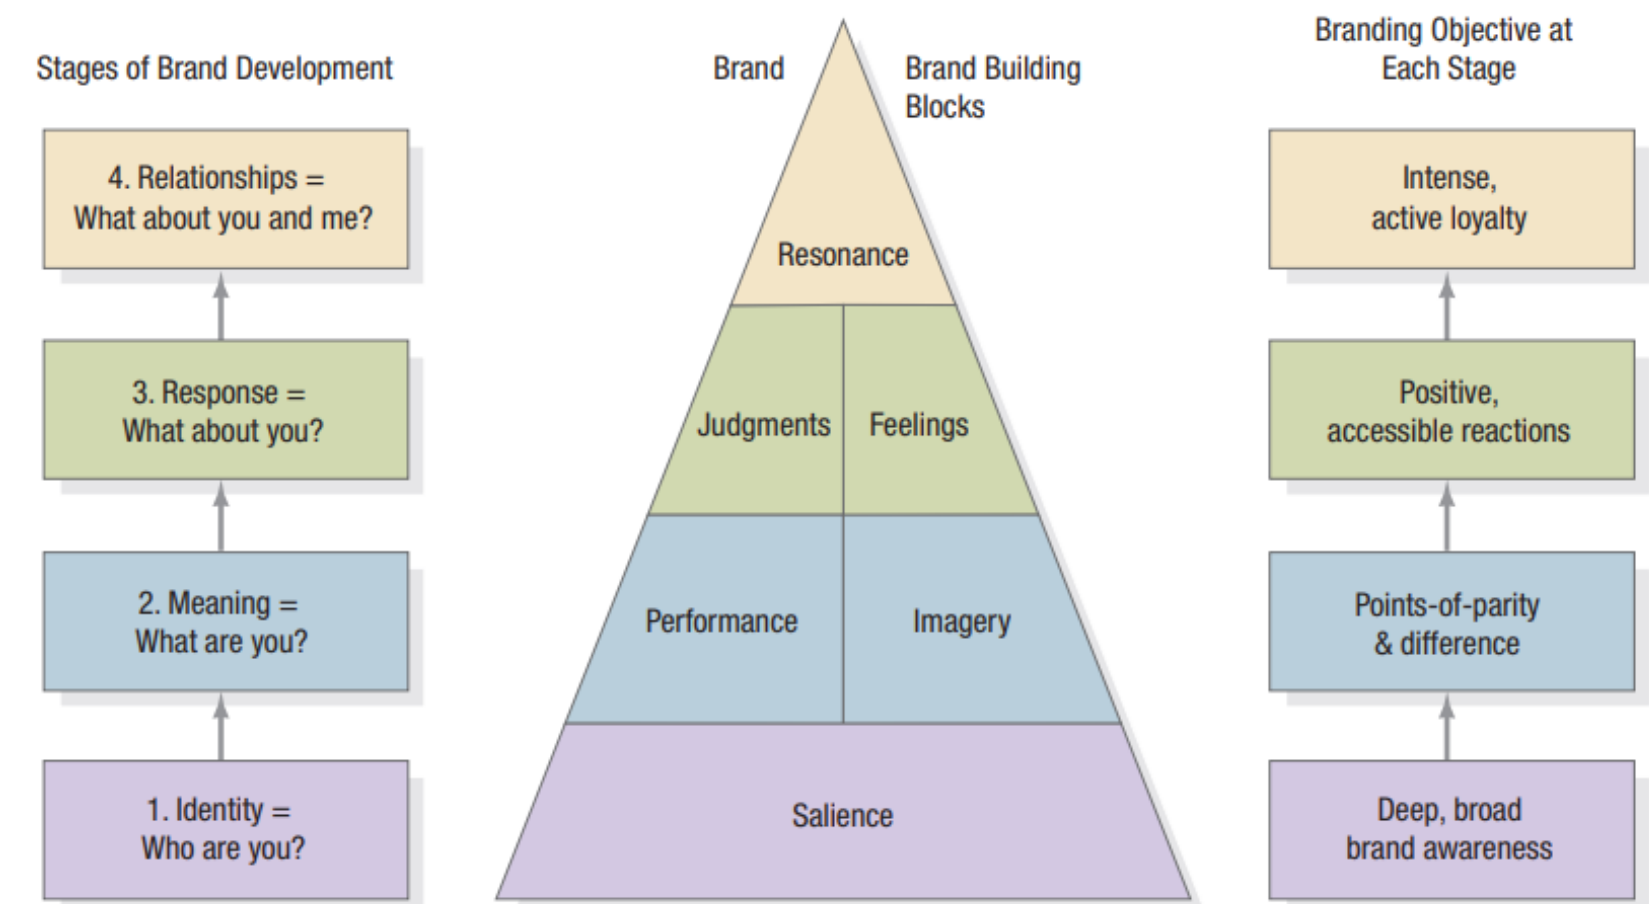 Stages of Brand Development
Brand
Brand Building
Blocks
Branding Objective at
Each Stage
4. Relationships =
What about you and me?
Resonance
Intense,
active loyalty
3. Response =
What about you?
Judgments
Feelings
Positive,
accessible reactions
2. Meaning =
What are you?
Performance
Imagery
Points-of-parity
& difference
1. Identity =
Who are you?
Salience
Deep, broad
brand awareness